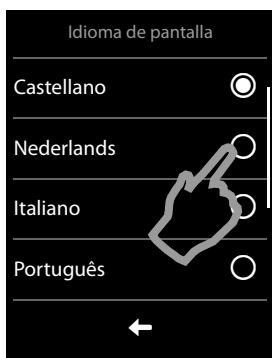 Idioma de pantalla
Castellano
Nederlands
Italiano
Português